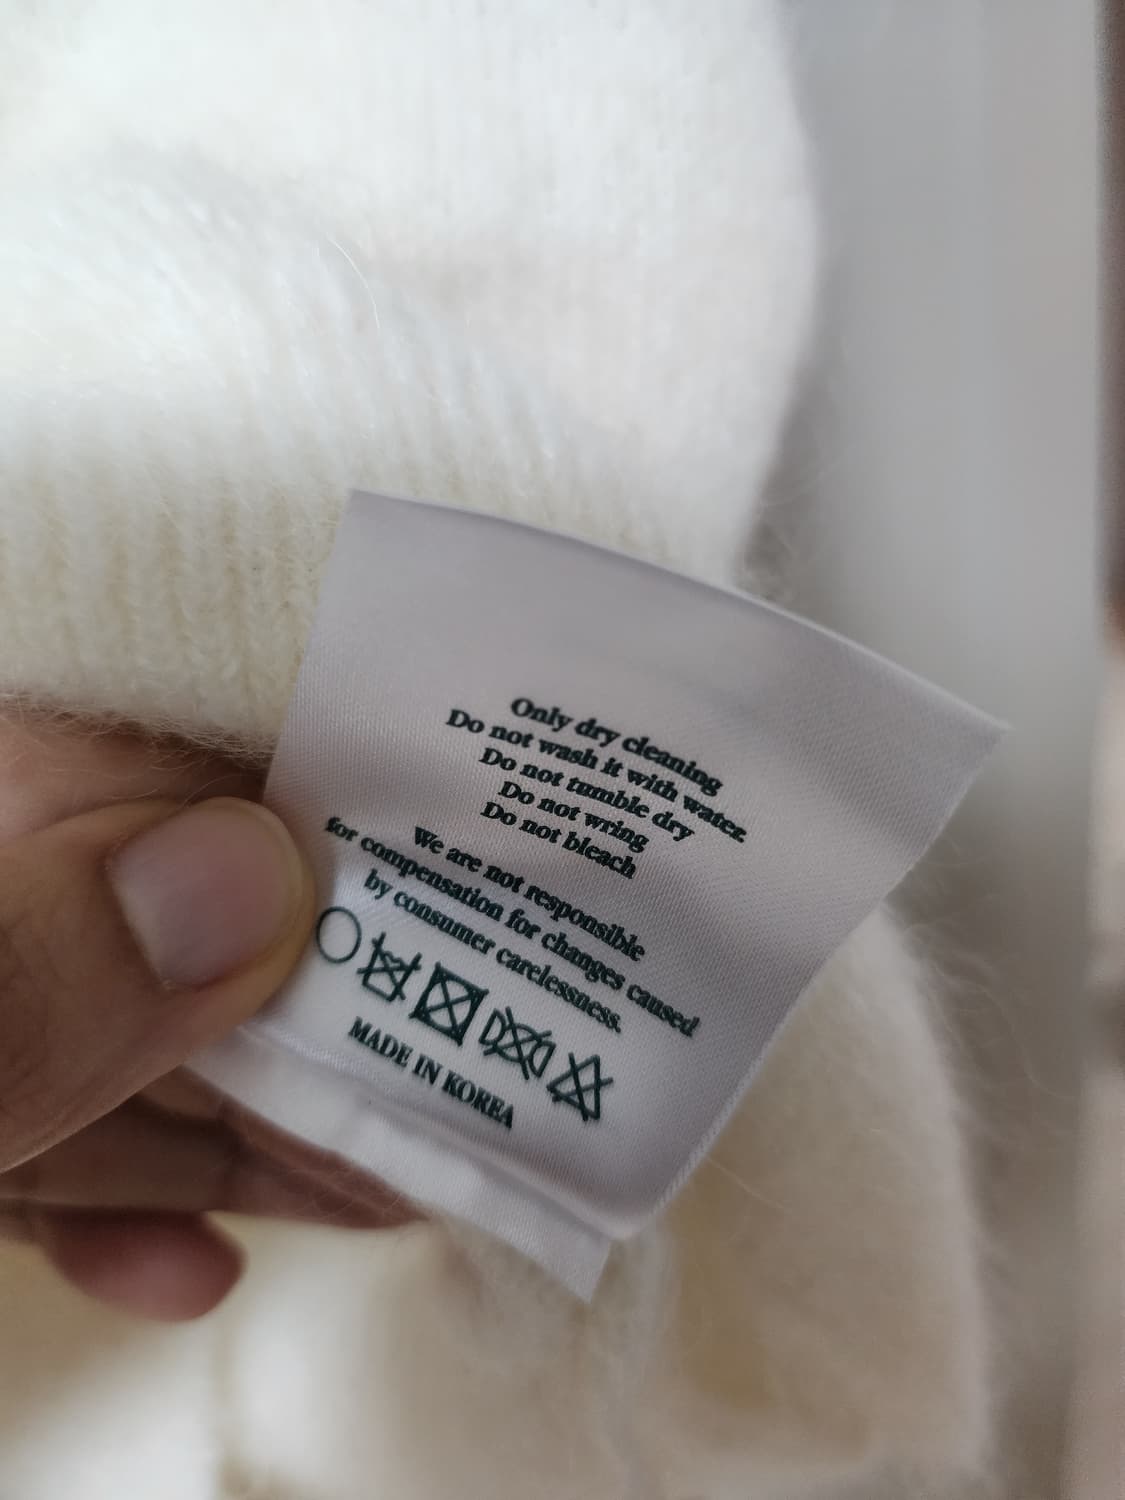 Only dry cleaning
Do not wash it with water.
Do not tumble dry
Do not wring
Do not bleach
We are not responsible
for compensation for changes caused
by consumer carelessness.
MADE IN KOREA